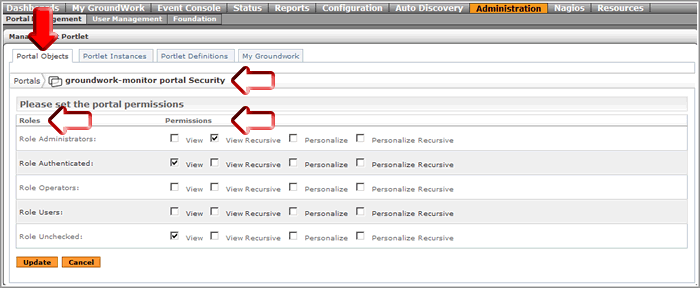 Dashboards My GroundWork Event Console Status Reports Configuration Auto Discovery Administration Nagios Resources
User Management Foundation
Portlet
Portal Objects Portlet Instances Portlet Definitions My Groundwork
Portals groundwork-monitor portal Security
Please set the portal permissions
Roles Permissions
Role Administrators: View View Recursive Personalize Personalize Recursive
Role Authenticated: View View Recursive Personalize Personalize Recursive
Role Operators: View View Recursive Personalize Personalize Recursive
Role Users: View View Recursive Personalize Personalize Recursive
Role Unchecked: View View Recursive Personalize Personalize Recursive
Update Cancel